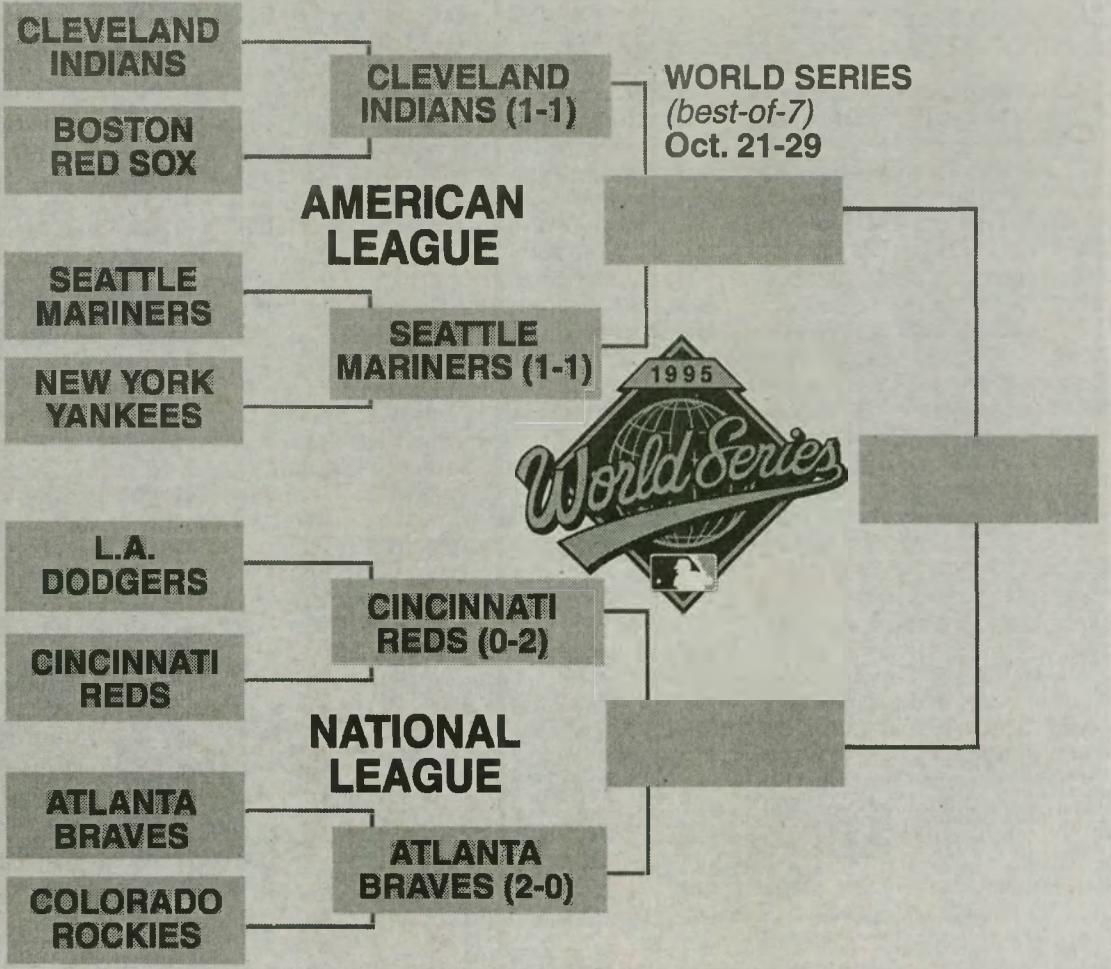 CLEVELAND
INDIANS
BOSTON
RED SOX
CLEVELAND
INDIANS (1-1)
WORLD SERIES
(best-of-7)
Oct. 21-29
AMERICAN
LEAGUE
SEATTLE
MARINERS
NEW YORK
YANKEES
SEATTLE
MARINERS (1-1)
1995
World Series
L.A.
DODGERS
CINCINNATI
REDS
CINCINNATI
REDS (0-2)
NATIONAL
LEAGUE
ATLANTA
BRAVES
COLORADO
ROCKIES
ATLANTA
BRAVES (2-0)